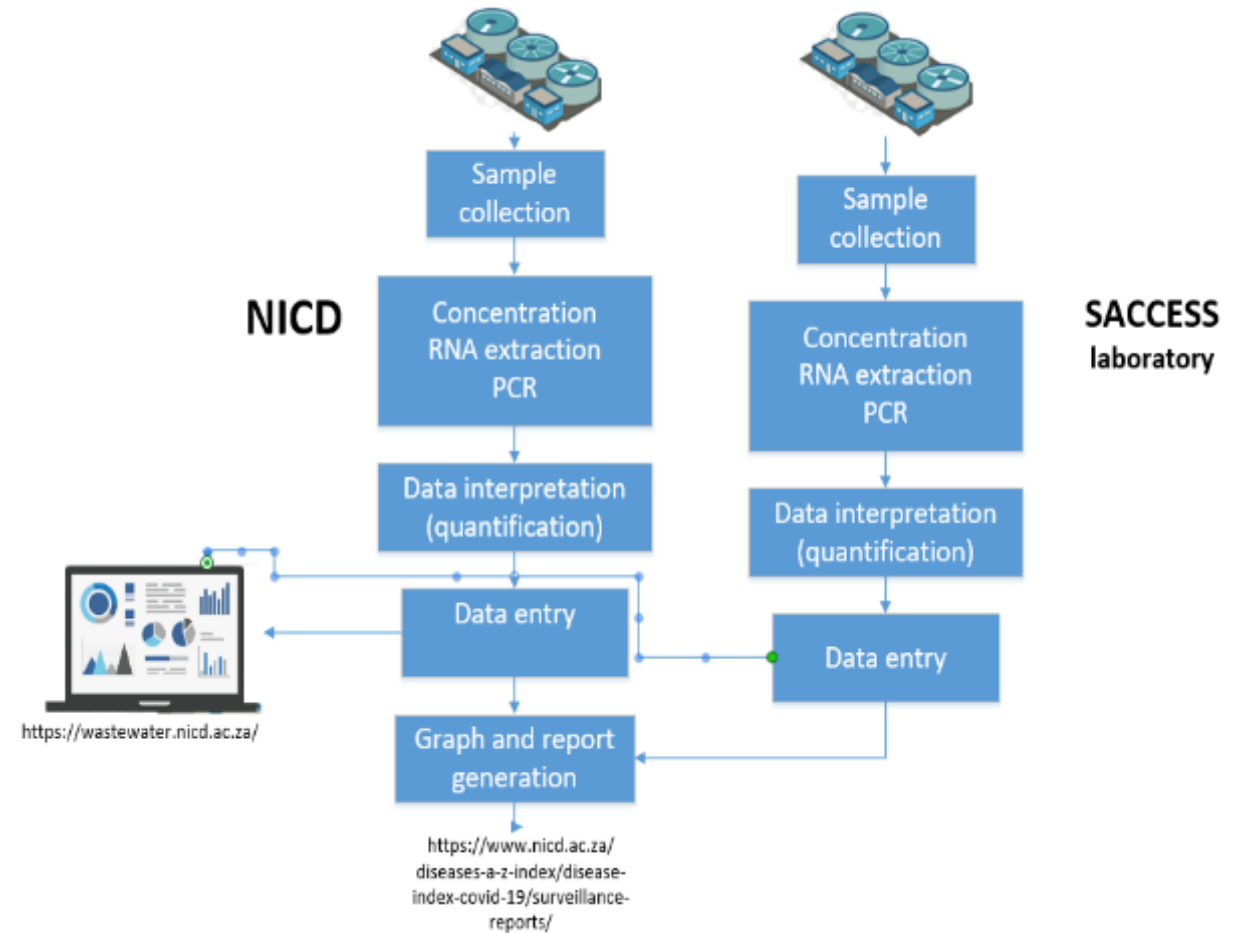 Sample
collection
NICD
Concentration
RNA extraction
PCR
Data interpretation
(quantification)
Data entry
https://wastewater.nicd.ac.za/
Graph and report
generation
https://www.nicd.ac.za/
diseases-a-z-index/disease-
index-covid-19/surveillance-
reports/
Sample
collection
SACCESS
laboratory
Concentration
RNA extraction
PCR
Data interpretation
(quantification)
Data entry